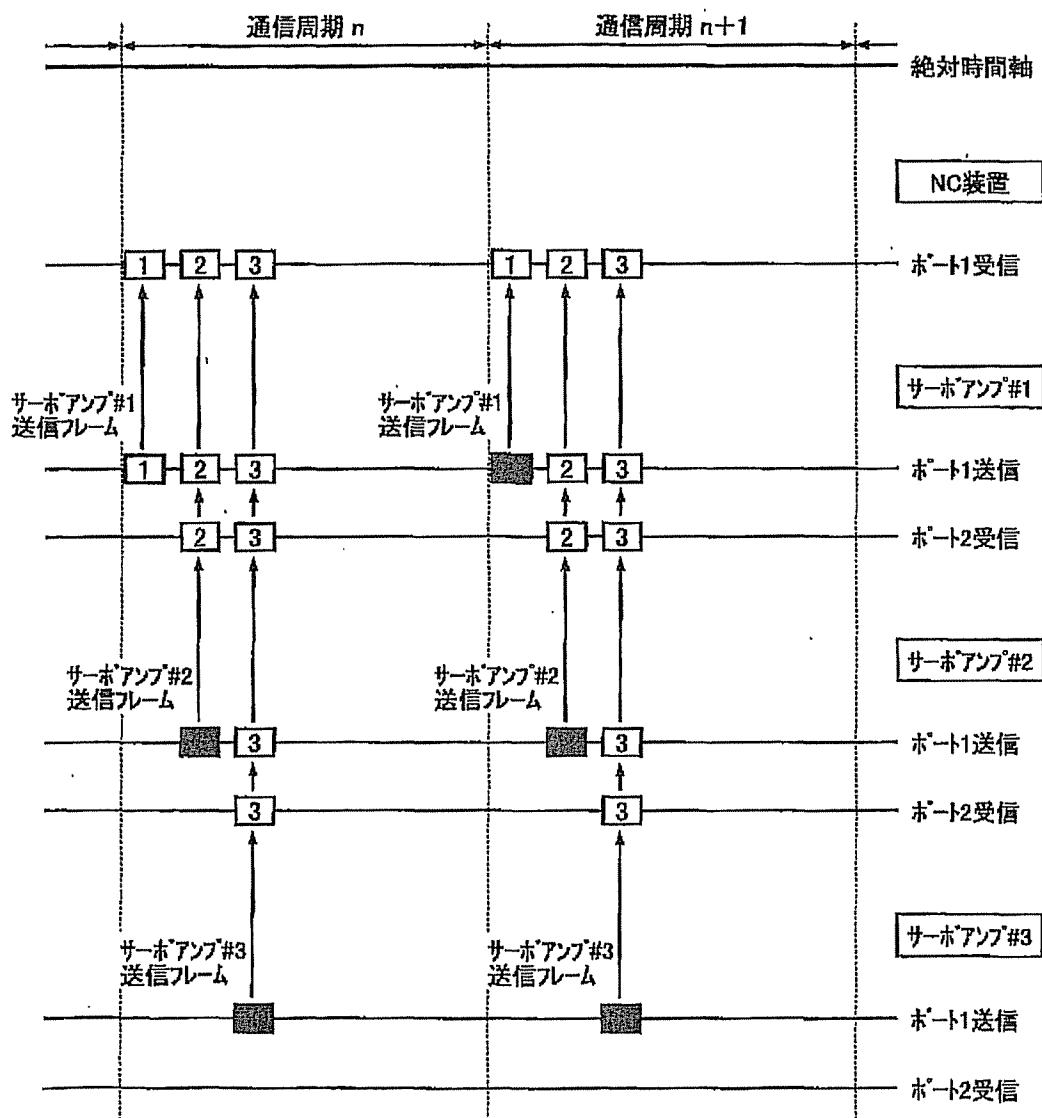 通信周期 n
通信周期 n+1
絶対時間軸
NC装置
1 2 3
1 2 3
ポート1受信
サーボアンプ#1
サーボアンプ#1
送信フレーム
サーボアンプ#1
送信フレーム
1 2 3
2 3
ポート1送信
2 3
2 3
ポート2受信
サーボアンプ#2
サーボアンプ#2
送信フレーム
サーボアンプ#2
送信フレーム
3
3
ポート1送信
3
3
ポート2受信
サーボアンプ#3
サーボアンプ#3
送信フレーム
サーボアンプ#3
送信フレーム
ポート1送信
ポート2受信